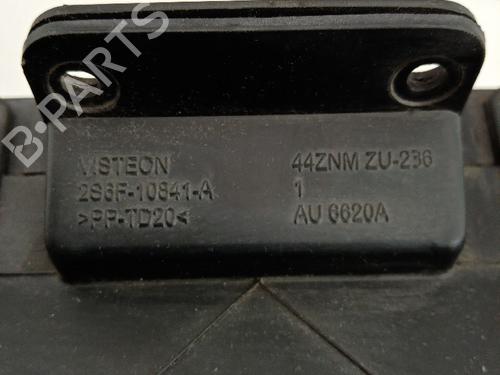 B-PARTS
VISTEON
2S6F-10841-A
>PP-TD20<
44ZNM ZU-236
1
AU 6620A